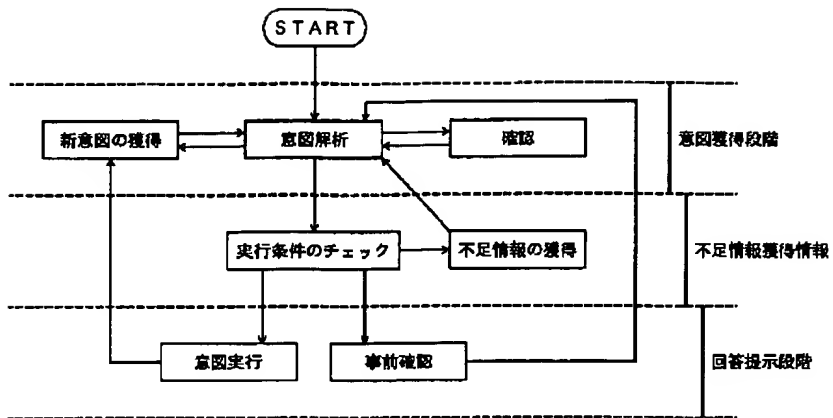 START
新意図の獲得
意図解析
確認
意図獲得段階
実行条件のチェック
不足情報の獲得
不足情報獲得情報
意図実行
事前確認
回答提示段階